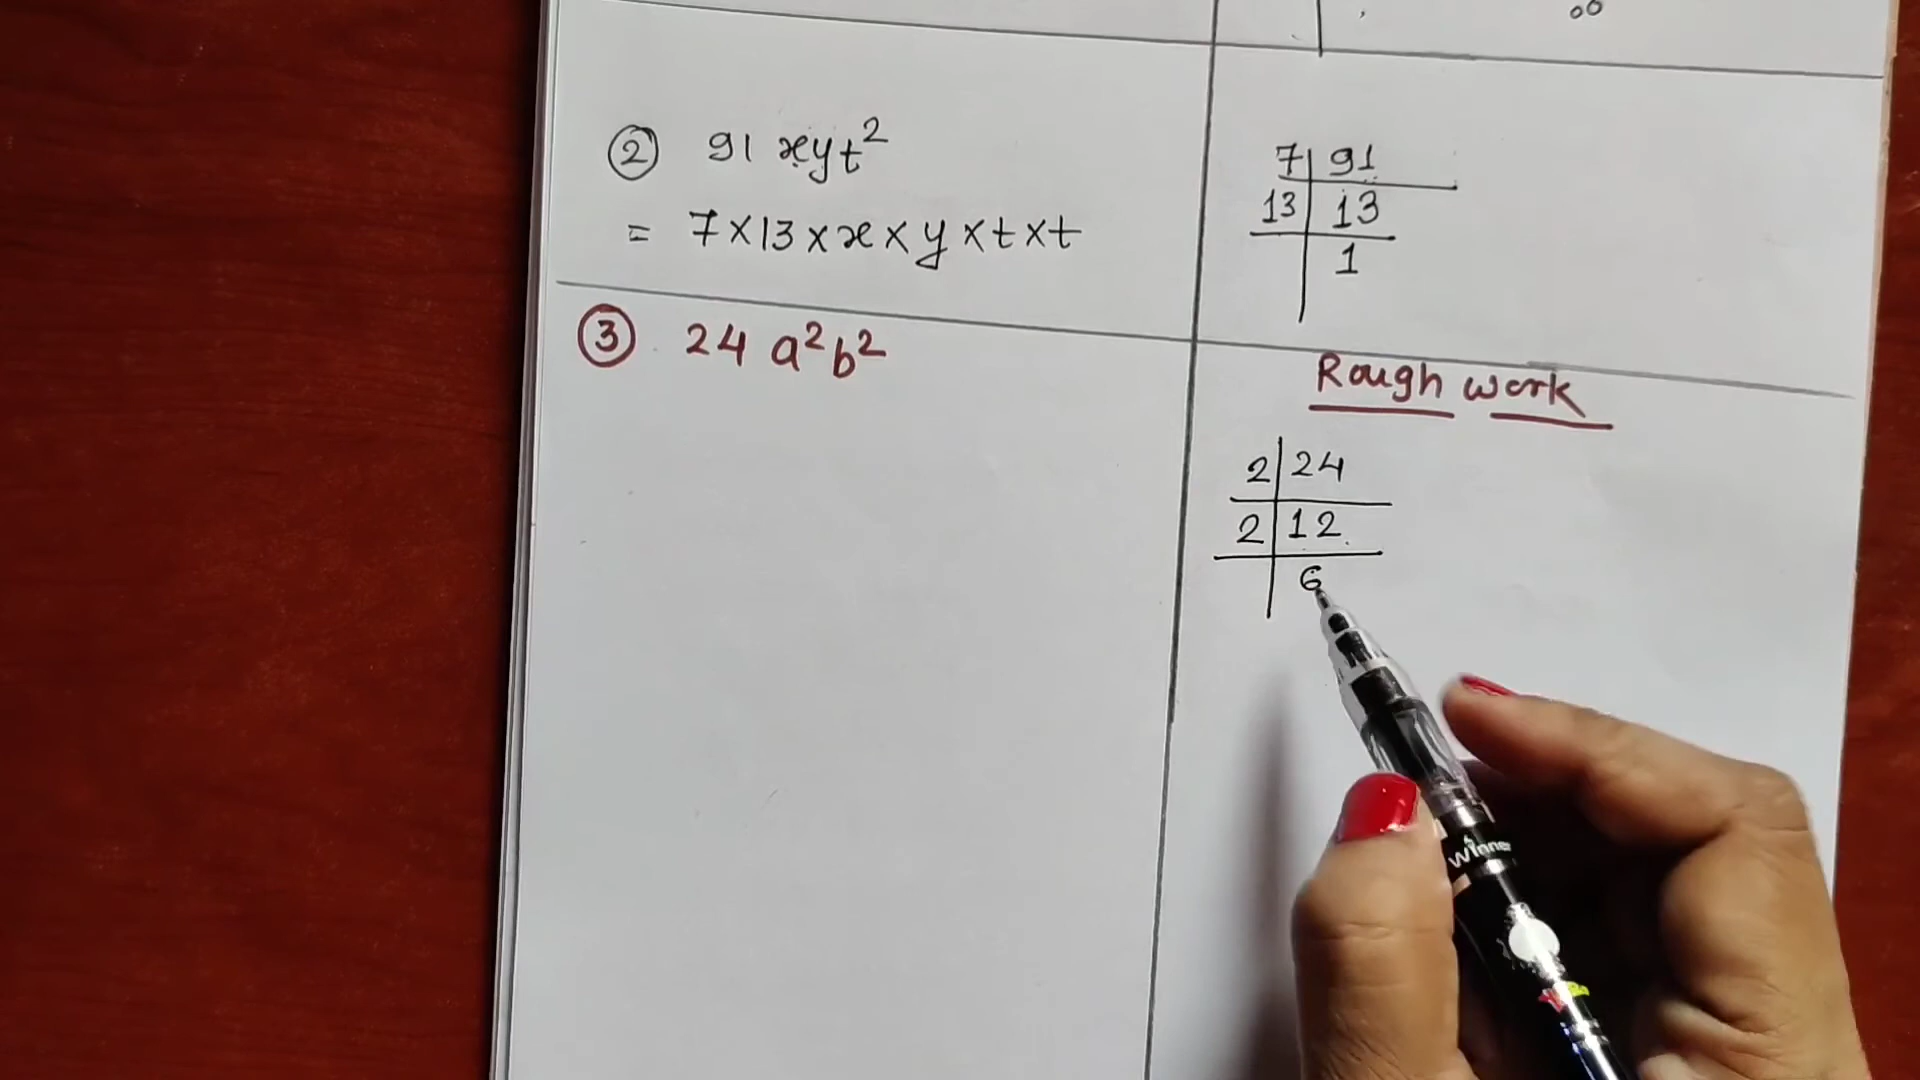 ② 91 xyt²
= 7×13×x×y×t×t
7 | 91
13 | 13
1
③ 24 a²b²
Rough work
2 | 24
2 | 12
6
Winner